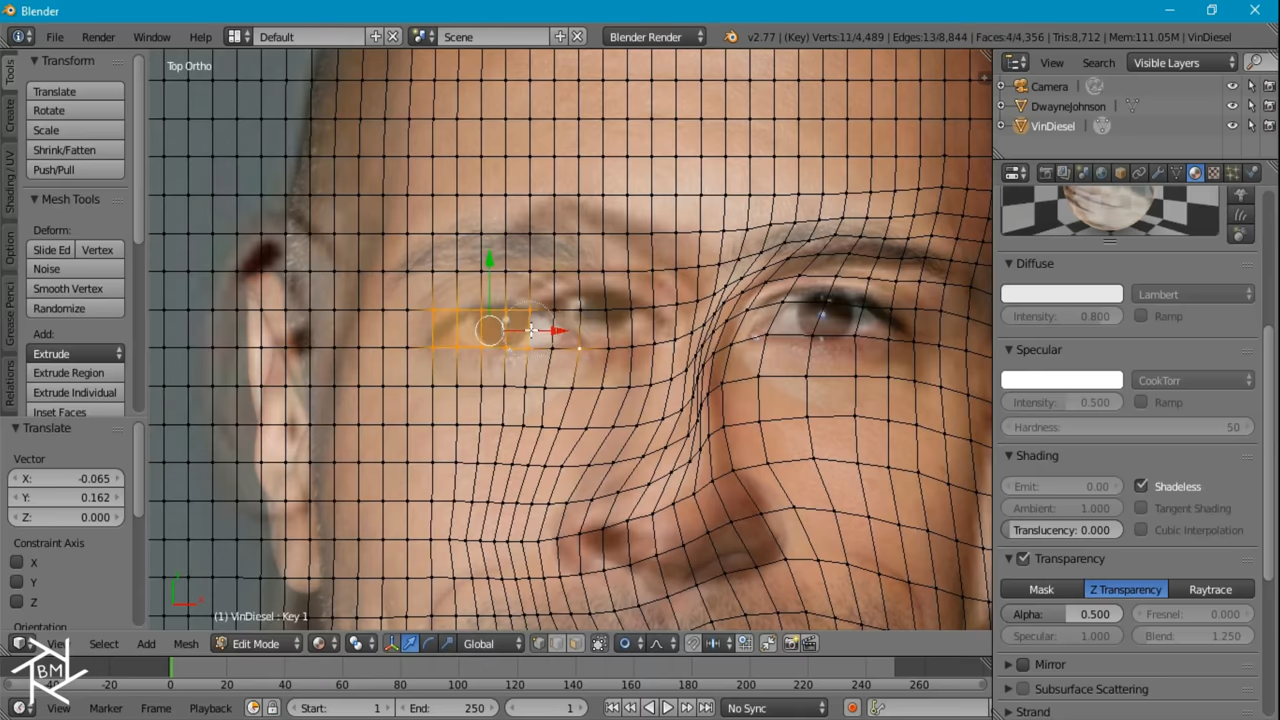 Blender
File Render Window Help Default Scene Blender Render v2.77 | (Key) Verts:11/4,489 | Edges:13/8,844 | Faces:4/4,356 | Tris:8,712 | Mem:111.05M | VinDiesel
Tools
Create
Shading / UV
Option
Grease Penci
Relations
Transform
Translate
Rotate
Scale
Shrink/Fatten
Push/Pull
Mesh Tools
Deform:
Slide Ed Vertex
Noise
Smooth Vertex
Randomize
Add:
Extrude
Extrude Region
Extrude Individual
Inset Faces
Translate
Vector
X: -0.065
Y: 0.162
Z: 0.000
Constraint Axis
X
Y
Z
Orientation
Top Ortho
(1) VinDiesel : Key 1
View Search Visible Layers
Camera
DwayneJohnson
VinDiesel
Diffuse
Lambert
Intensity: 0.800 Ramp
Specular
CookTorr
Intensity: 0.500 Ramp
Hardness: 50
Shading
Emit: 0.00 Shadeless
Ambient: 1.000 Tangent Shading
Translucency: 0.000 Cubic Interpolation
Transparency
Mask Z Transparency Raytrace
Alpha: 0.500 Fresnel: 0.000
Specular: 1.000 Blend: 1.250
Mirror
Subsurface Scattering
Strand
Select Add Mesh Edit Mode Global
BM
-20 0 20 40 60 80 100 120 140 160 180 200 220 240 260
View Marker Frame Playback Start: 1 End: 250 1 No Sync